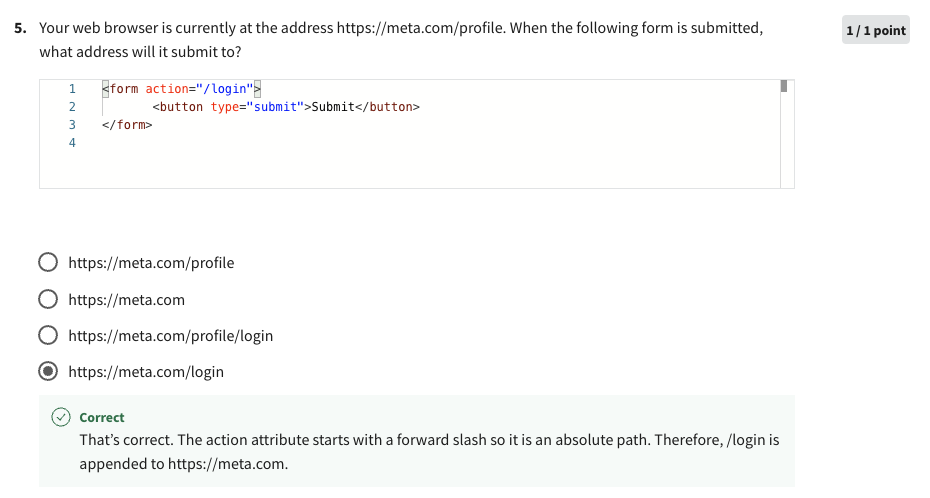 5. Your web browser is currently at the address https://meta.com/profile. When the following form is submitted,
what address will it submit to?
1 / 1 point
1 <form action="/login">
2 <button type="submit">Submit</button>
3 </form>
4
https://meta.com/profile
https://meta.com
https://meta.com/profile/login
https://meta.com/login
Correct
That’s correct. The action attribute starts with a forward slash so it is an absolute path. Therefore, /login is
appended to https://meta.com.